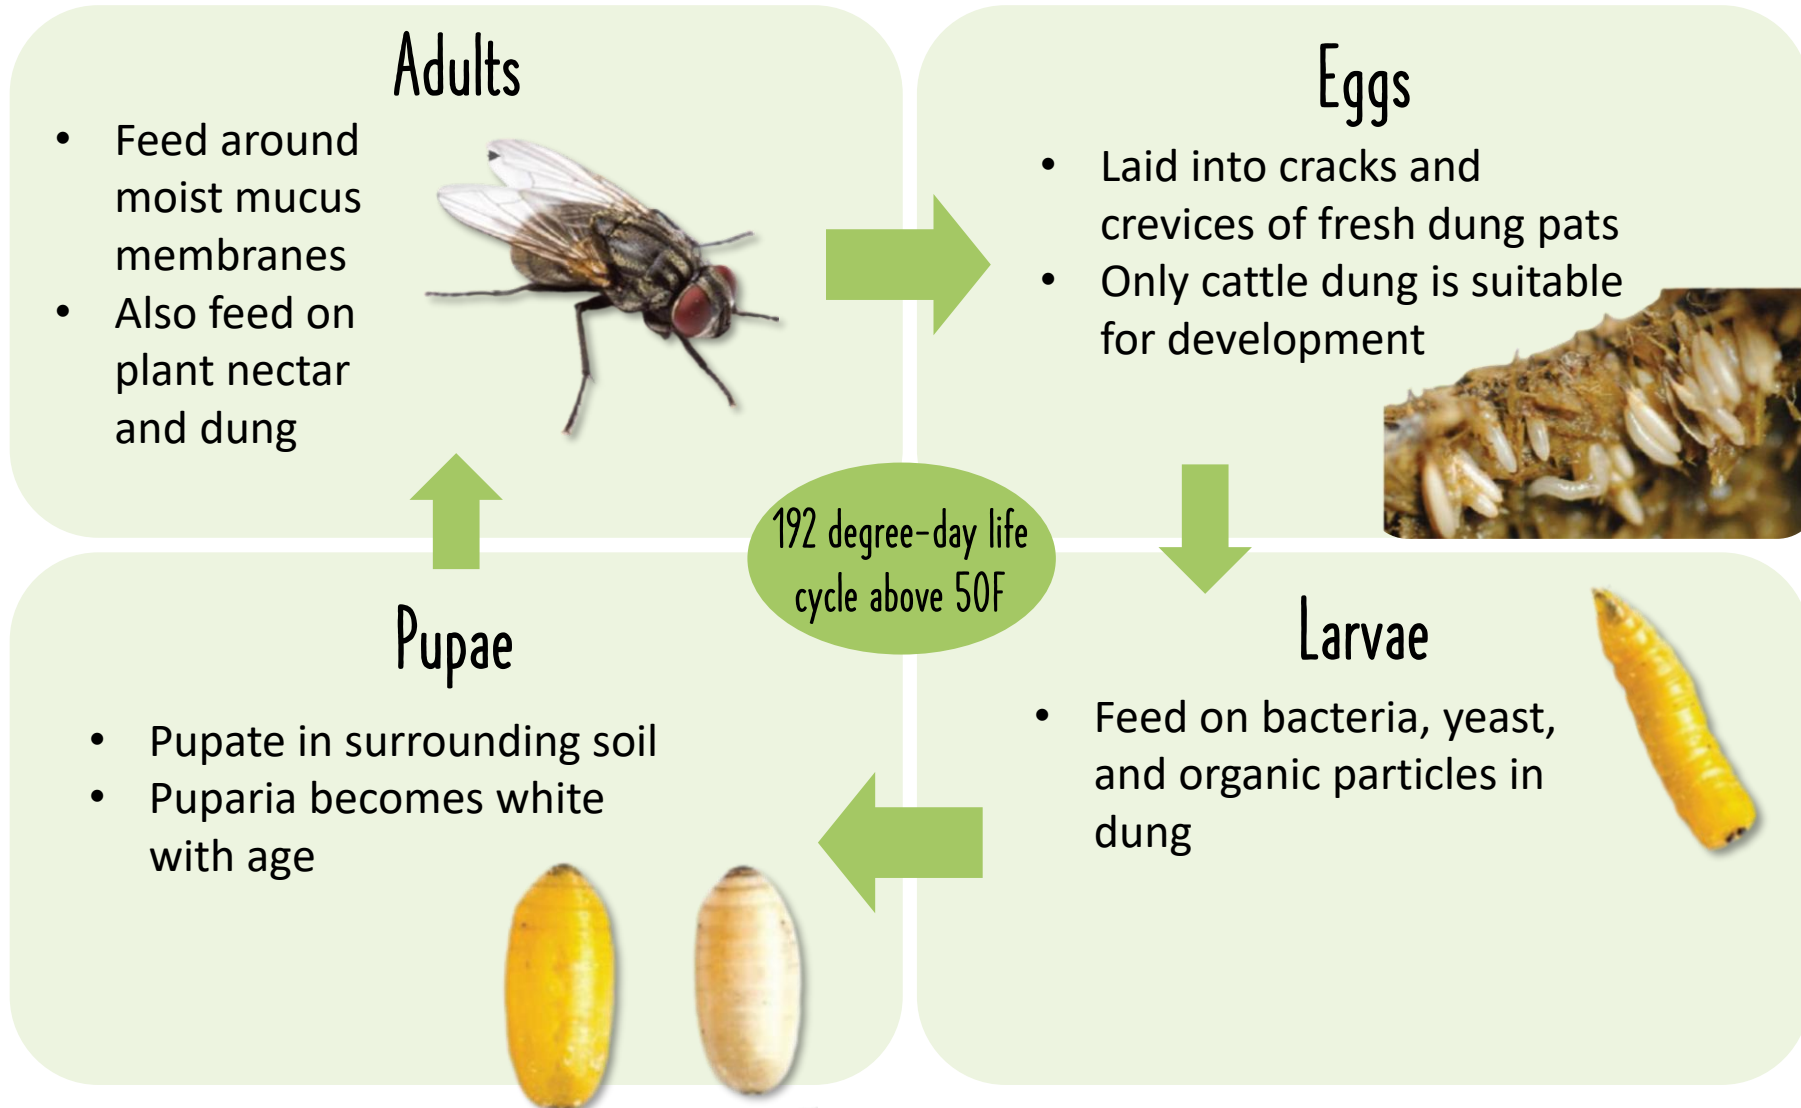 Adults
• Feed around
moist mucus
membranes
• Also feed on
plant nectar
and dung
Eggs
• Laid into cracks and
crevices of fresh dung pats
• Only cattle dung is suitable
for development
192 degree-day life
cycle above 50F
Pupae
• Pupate in surrounding soil
• Puparia becomes white
with age
Larvae
• Feed on bacteria, yeast,
and organic particles in
dung